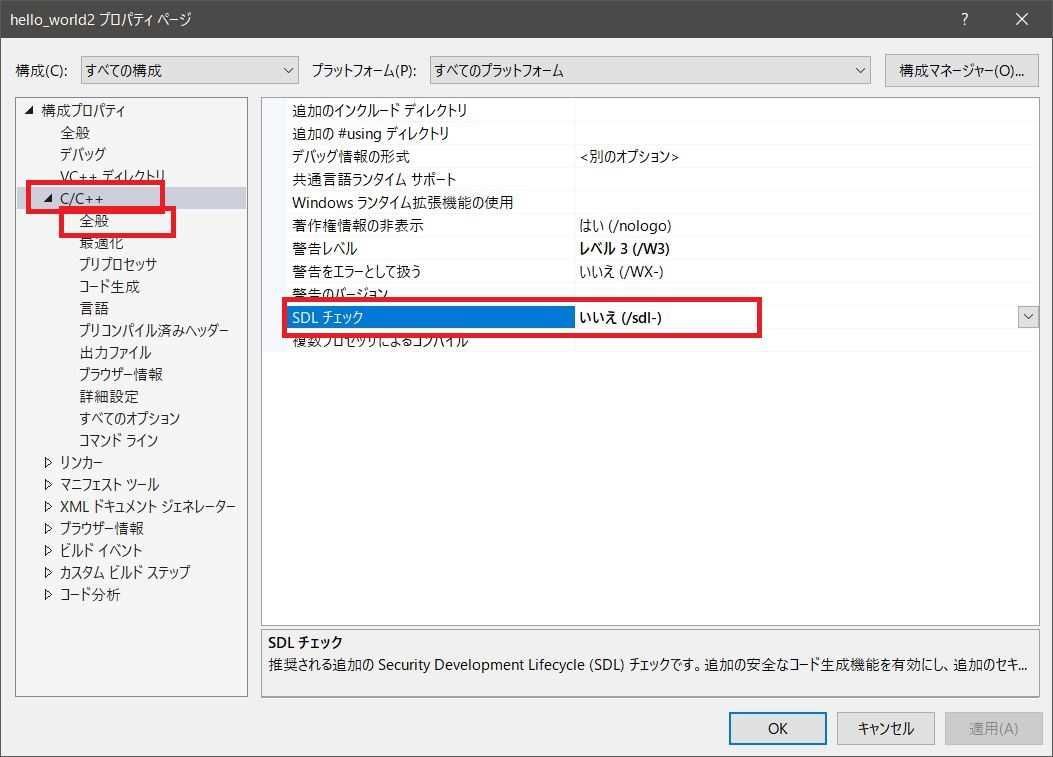 hello_world2 プロパティ ページ
?
構成(C):
すべての構成
プラットフォーム(P):
すべてのプラットフォーム
構成マネージャー(O)...
構成プロパティ
全般
デバッグ
VC++ ディレクトリ
C/C++
全般
最適化
プリプロセッサ
コード生成
言語
プリコンパイル済みヘッダー
出力ファイル
ブラウザー情報
詳細設定
すべてのオプション
コマンド ライン
リンカー
マニフェスト ツール
XML ドキュメント ジェネレーター
ブラウザー情報
ビルド イベント
カスタム ビルド ステップ
コード分析
追加のインクルード ディレクトリ
追加の #using ディレクトリ
デバッグ情報の形式 <別のオプション>
共通言語ランタイム サポート
Windows ランタイム拡張機能の使用
著作権情報の非表示 はい (/nologo)
警告レベル レベル 3 (/W3)
警告をエラーとして扱う いいえ (/WX-)
警告のバージョン
SDL チェック いいえ (/sdl-)
複数プロセッサによるコンパイル
SDL チェック
推奨される追加の Security Development Lifecycle (SDL) チェックです。追加の安全なコード生成機能を有効にし、追加のセキ...
OK
キャンセル
適用(A)